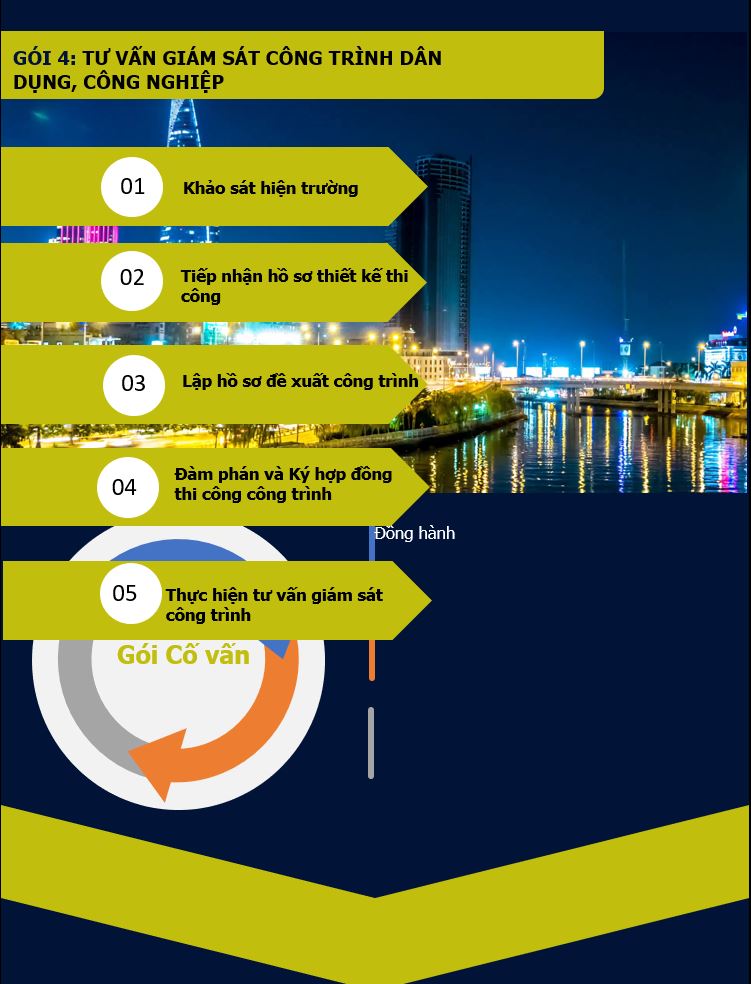 GÓI 4: TƯ VẤN GIÁM SÁT CÔNG TRÌNH DÂN
DỤNG, CÔNG NGHIỆP
01
Khảo sát hiện trường
02
Tiếp nhận hồ sơ thiết kế thi
công
03
Lập hồ sơ đề xuất công trình
04
Đàm phán và Ký hợp đồng
thi công công trình
Đồng hành
05
Thực hiện tư vấn giám sát
công trình
Gói Cố vấn